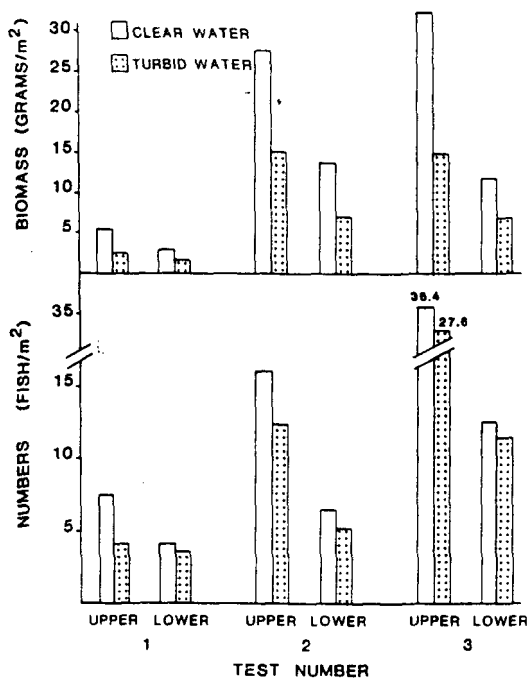 BIOMASS (GRAMS/m²)
30
25
20
15
10
5
CLEAR WATER
TURBID WATER
NUMBERS (FISH/m²)
35
15
10
5
36.4
27.6
UPPER LOWER UPPER LOWER UPPER LOWER
1 2 3
TEST NUMBER